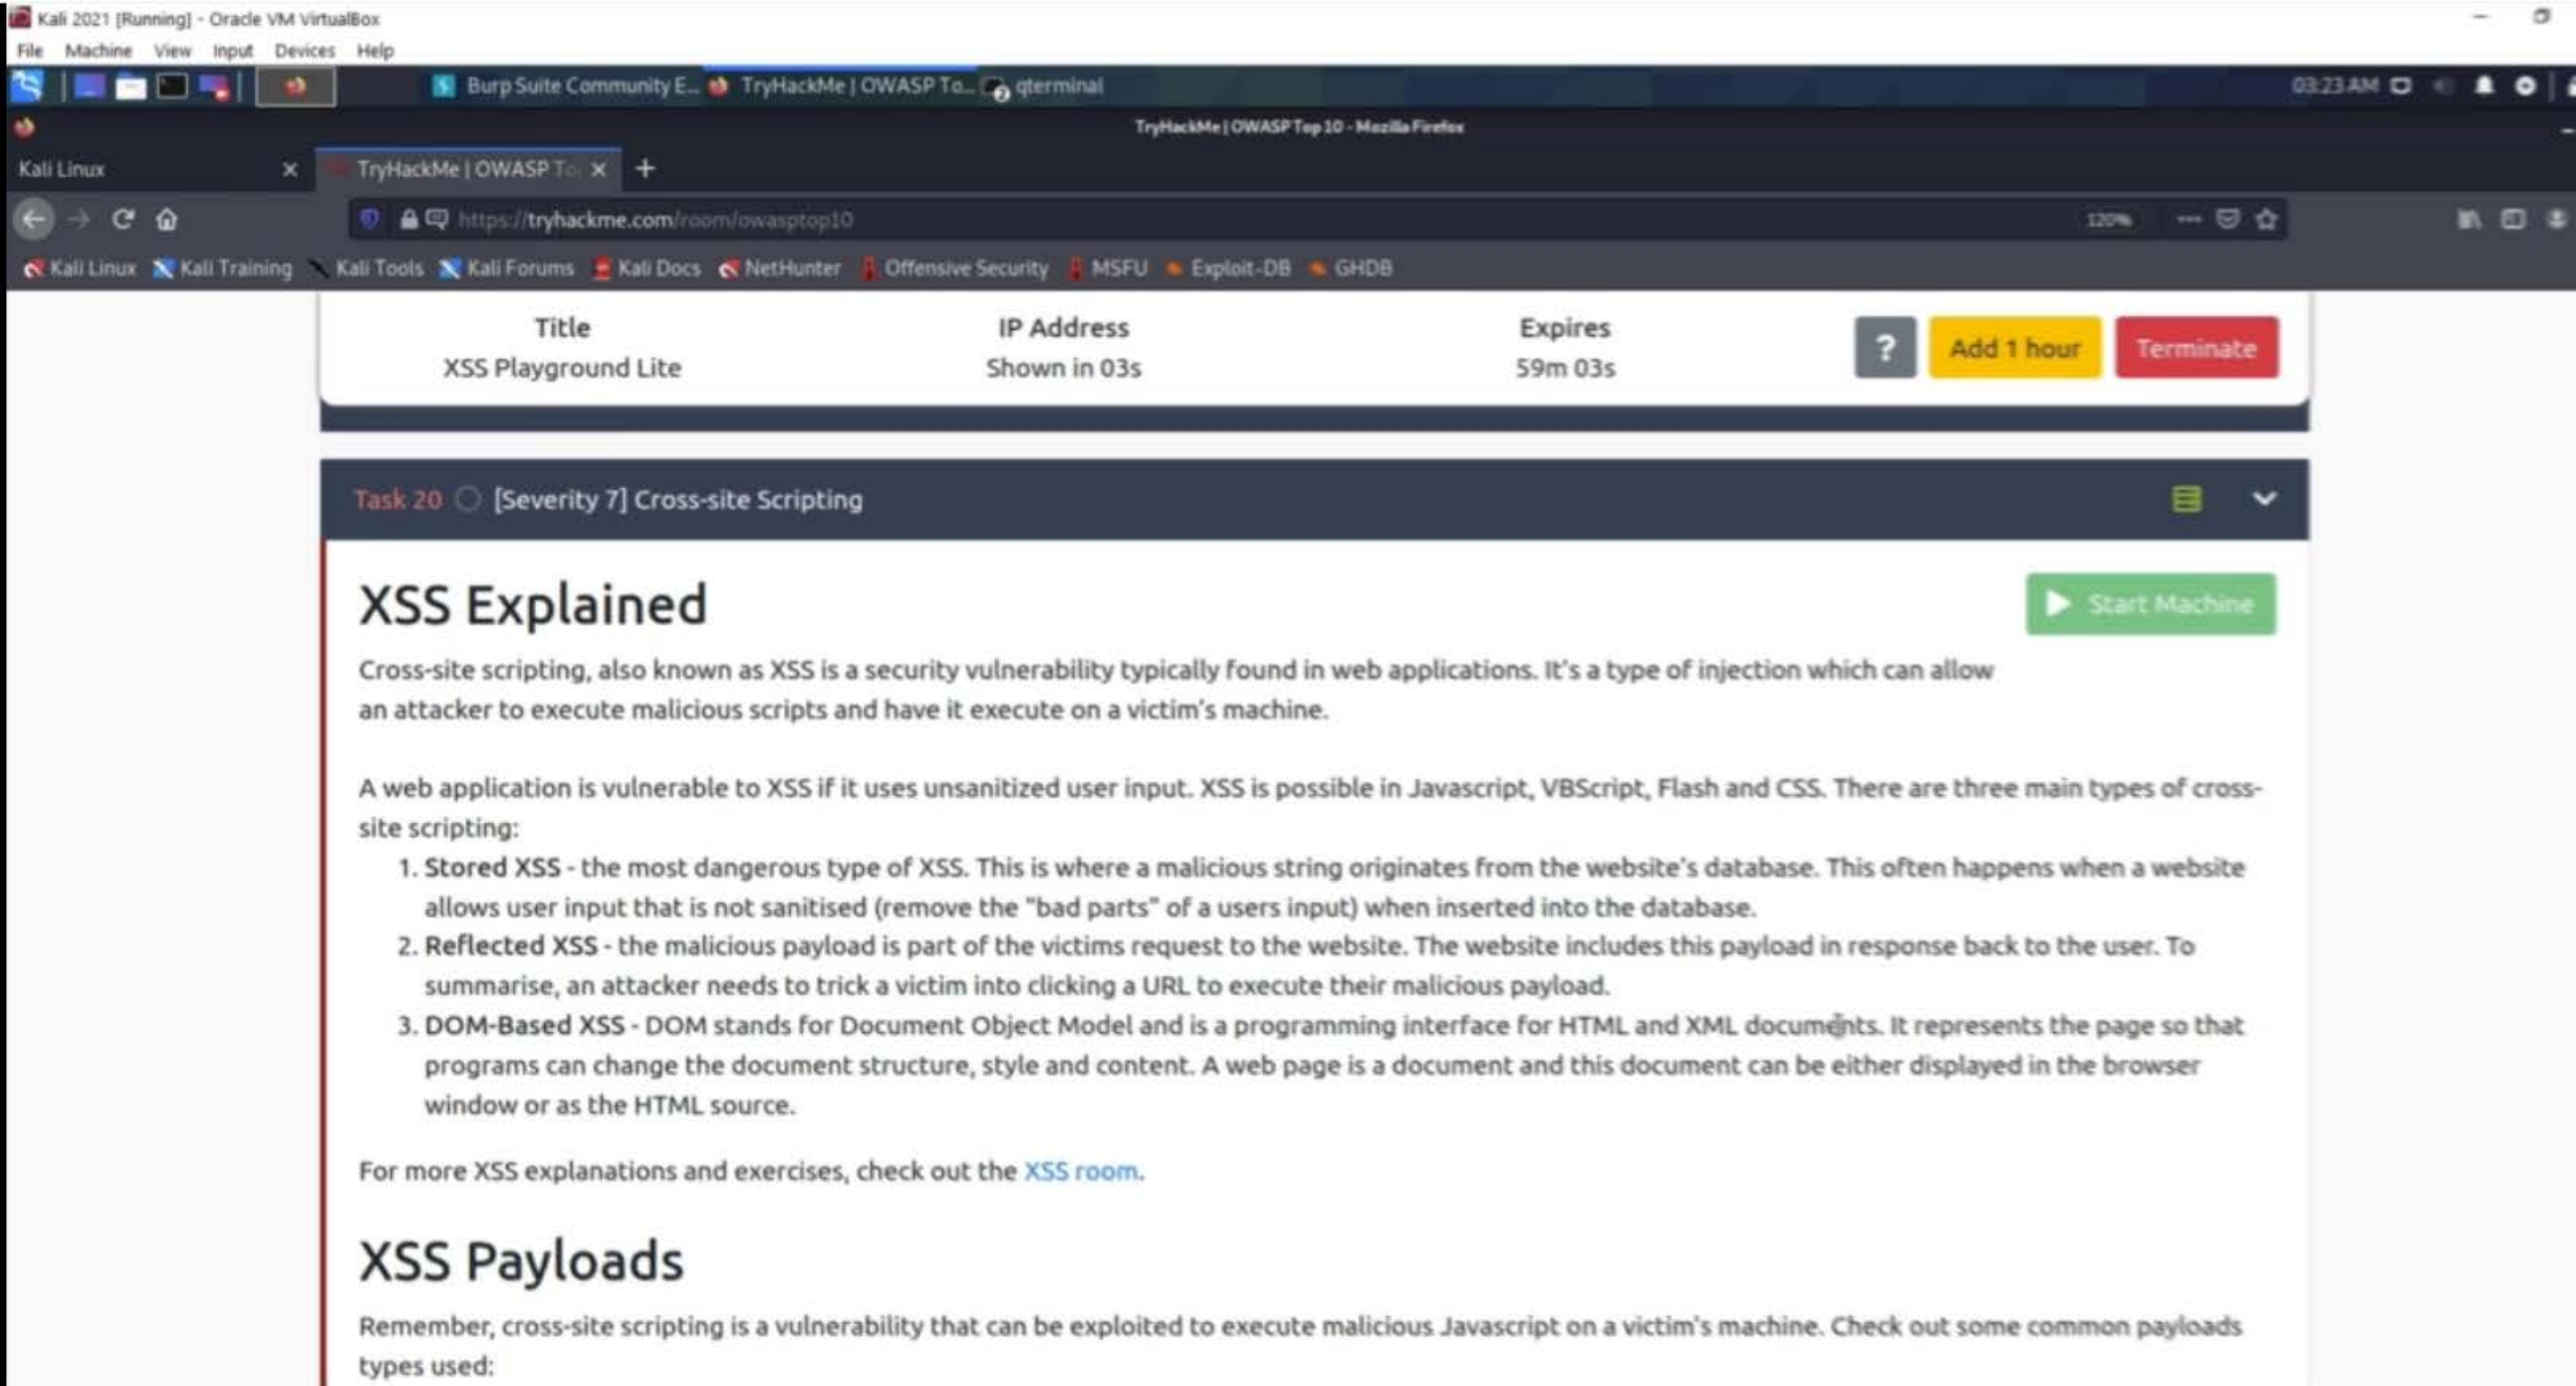 Kali 2021 [Running] - Oracle VM VirtualBox
File Machine View Input Devices Help
Burp Suite Community E... TryHackMe | OWASP To... qterminal 03:23 AM
TryHackMe | OWASP Top 10 - Mozilla Firefox
Kali Linux TryHackMe | OWASP To
https://tryhackme.com/room/owasptop10 120%
Kali Linux Kali Training Kali Tools Kali Forums Kali Docs NetHunter Offensive Security MSFU Exploit-DB GHDB
Title IP Address Expires
XSS Playground Lite Shown in 03s 59m 03s ? Add 1 hour Terminate
Task 20 [Severity 7] Cross-site Scripting
XSS Explained
Start Machine
Cross-site scripting, also known as XSS is a security vulnerability typically found in web applications. It's a type of injection which can allow
an attacker to execute malicious scripts and have it execute on a victim's machine.
A web application is vulnerable to XSS if it uses unsanitized user input. XSS is possible in Javascript, VBScript, Flash and CSS. There are three main types of cross-
site scripting:
1. Stored XSS - the most dangerous type of XSS. This is where a malicious string originates from the website's database. This often happens when a website
allows user input that is not sanitised (remove the "bad parts" of a users input) when inserted into the database.
2. Reflected XSS - the malicious payload is part of the victims request to the website. The website includes this payload in response back to the user. To
summarise, an attacker needs to trick a victim into clicking a URL to execute their malicious payload.
3. DOM-Based XSS - DOM stands for Document Object Model and is a programming interface for HTML and XML documents. It represents the page so that
programs can change the document structure, style and content. A web page is a document and this document can be either displayed in the browser
window or as the HTML source.
For more XSS explanations and exercises, check out the XSS room.
XSS Payloads
Remember, cross-site scripting is a vulnerability that can be exploited to execute malicious Javascript on a victim's machine. Check out some common payloads
types used: